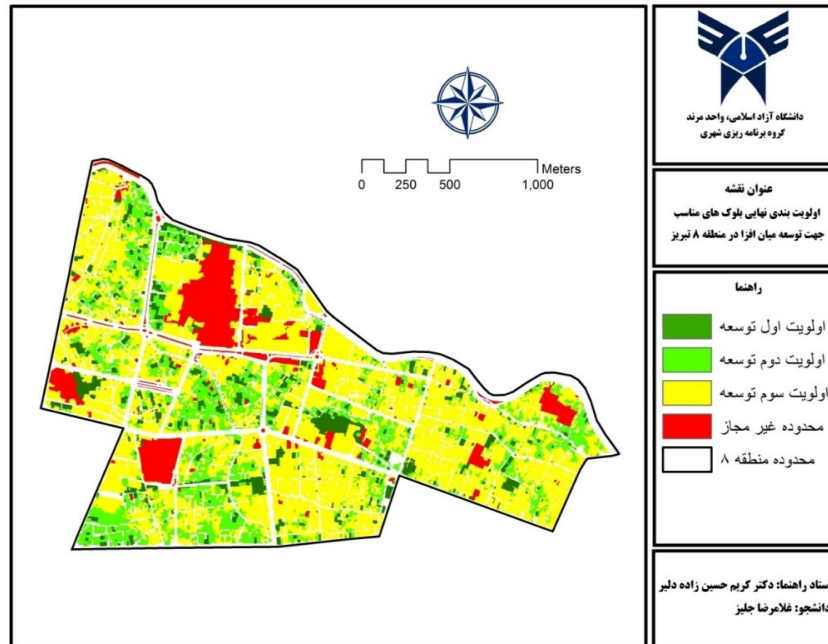 Meters
0 250 500 1,000
دانشگاه آزاد اسلامی، واحد مرند
گروه برنامه ریزی شهری
عنوان نقشه
اولویت بندی نهایی بلوک های مناسب
جهت توسعه میان افزا در منطقه ۸ تبریز
راهنما
اولویت اول توسعه
اولویت دوم توسعه
اولویت سوم توسعه
محدوده غیر مجاز
محدوده منطقه ۸
ستاد راهنما: دکتر کریم حسین زاده دلیر
دانشجو: غلامرضا جلیز